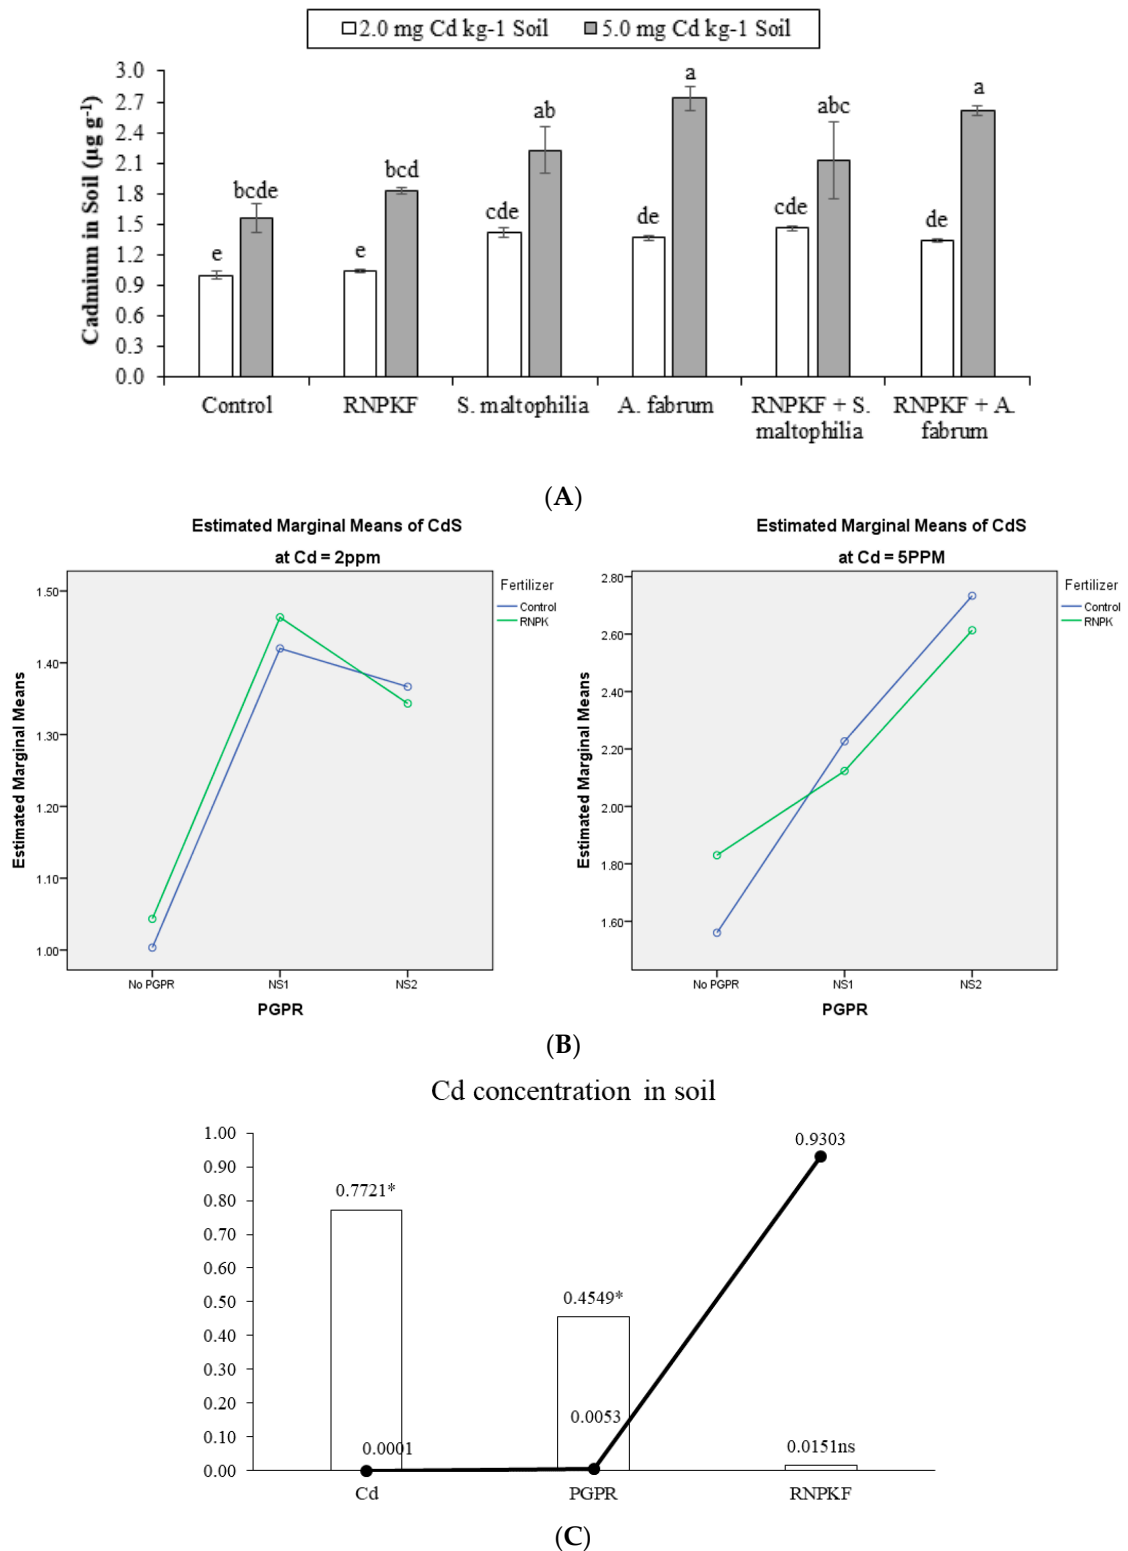 2.0 mg Cd kg-1 Soil 5.0 mg Cd kg-1 Soil
Cadmium in Soil (µg g-1)
3.0
2.7
2.4
2.1
1.8
1.5
1.2
0.9
0.6
0.3
0.0
e bcde e bcd cde ab de a cde abc de a
Control RNPKF S. maltophilia A. fabrum RNPKF + S. RNPKF + A.
maltophilia fabrum
(A)
Estimated Marginal Means of CdS
at Cd = 2ppm
Estimated Marginal Means
1.50
1.40
1.30
1.20
1.10
1.00
No PGPR NS1 NS2
PGPR
Fertilizer
Control
RNPK
Estimated Marginal Means of CdS
at Cd = 5PPM
Estimated Marginal Means
2.80
2.60
2.40
2.20
2.00
1.80
1.60
No PGPR NS1 NS2
PGPR
Fertilizer
Control
RNPK
(B)
Cd concentration in soil
1.00
0.90
0.80
0.70
0.60
0.50
0.40
0.30
0.20
0.10
0.00
0.7721*
0.0001
0.4549*
0.0053
0.9303
0.0151ns
Cd PGPR RNPKF
(C)